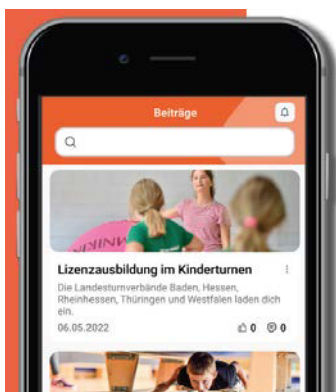 Beiträge
Lizenzausbildung im Kinderturnen
Die Landesturnverbände Baden, Hessen,
Rheinhessen, Thüringen und Westfalen laden dich
ein.
06.05.2022
0
0